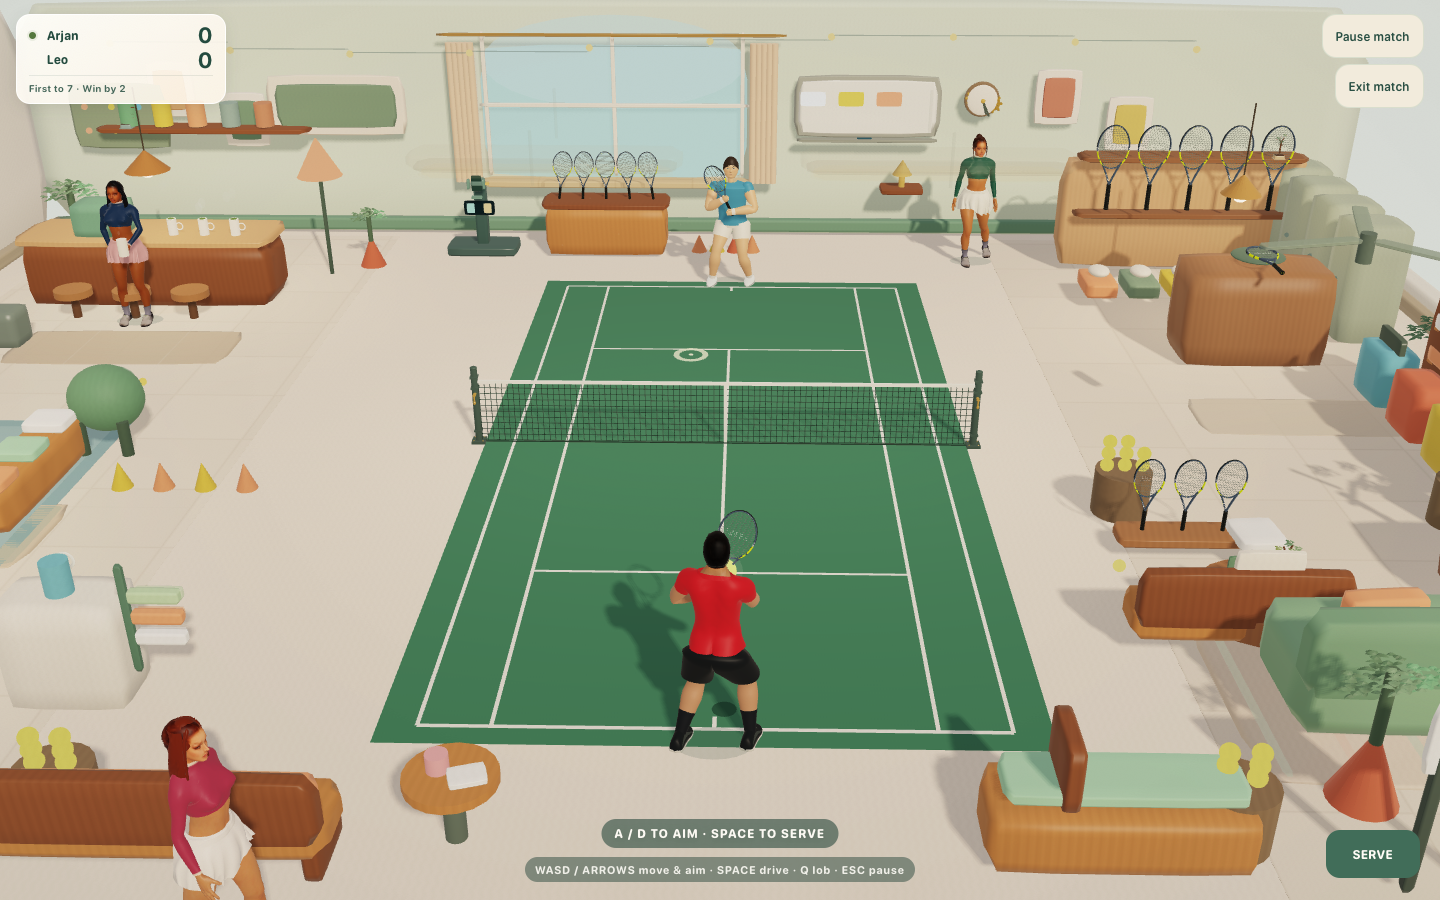 Arjan 0
Leo 0
First to 7 · Win by 2
Pause match
Exit match
A / D TO AIM · SPACE TO SERVE
WASD / ARROWS move & aim · SPACE drive · Q lob · ESC pause
SERVE